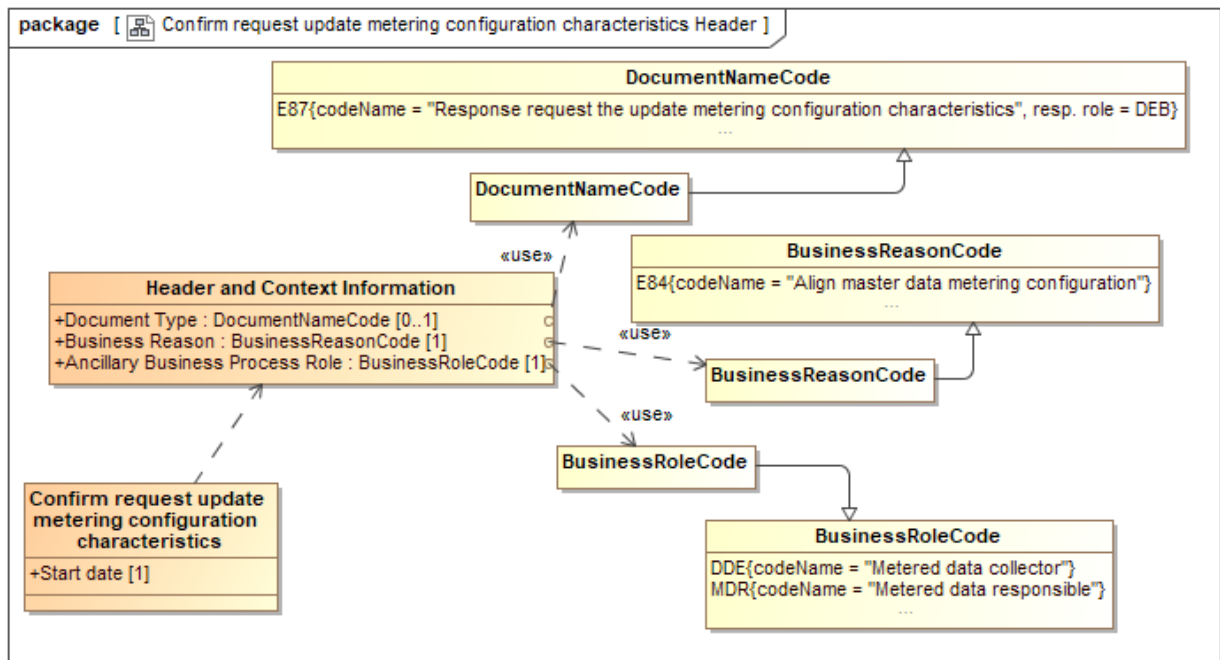 package [ Confirm request update metering configuration characteristics Header ]
DocumentNameCode
E87{codeName = "Response request the update metering configuration characteristics", resp. role = DEB}
...
DocumentNameCode
«use»
BusinessReasonCode
E84{codeName = "Align master data metering configuration"}
...
Header and Context Information
+Document Type : DocumentNameCode [0..1]
+Business Reason : BusinessReasonCode [1]
+Ancillary Business Process Role : BusinessRoleCode [1]
«use»
BusinessReasonCode
«use»
BusinessRoleCode
Confirm request update
metering configuration
characteristics
+Start date [1]
BusinessRoleCode
DDE{codeName = "Metered data collector"}
MDR{codeName = "Metered data responsible"}
...